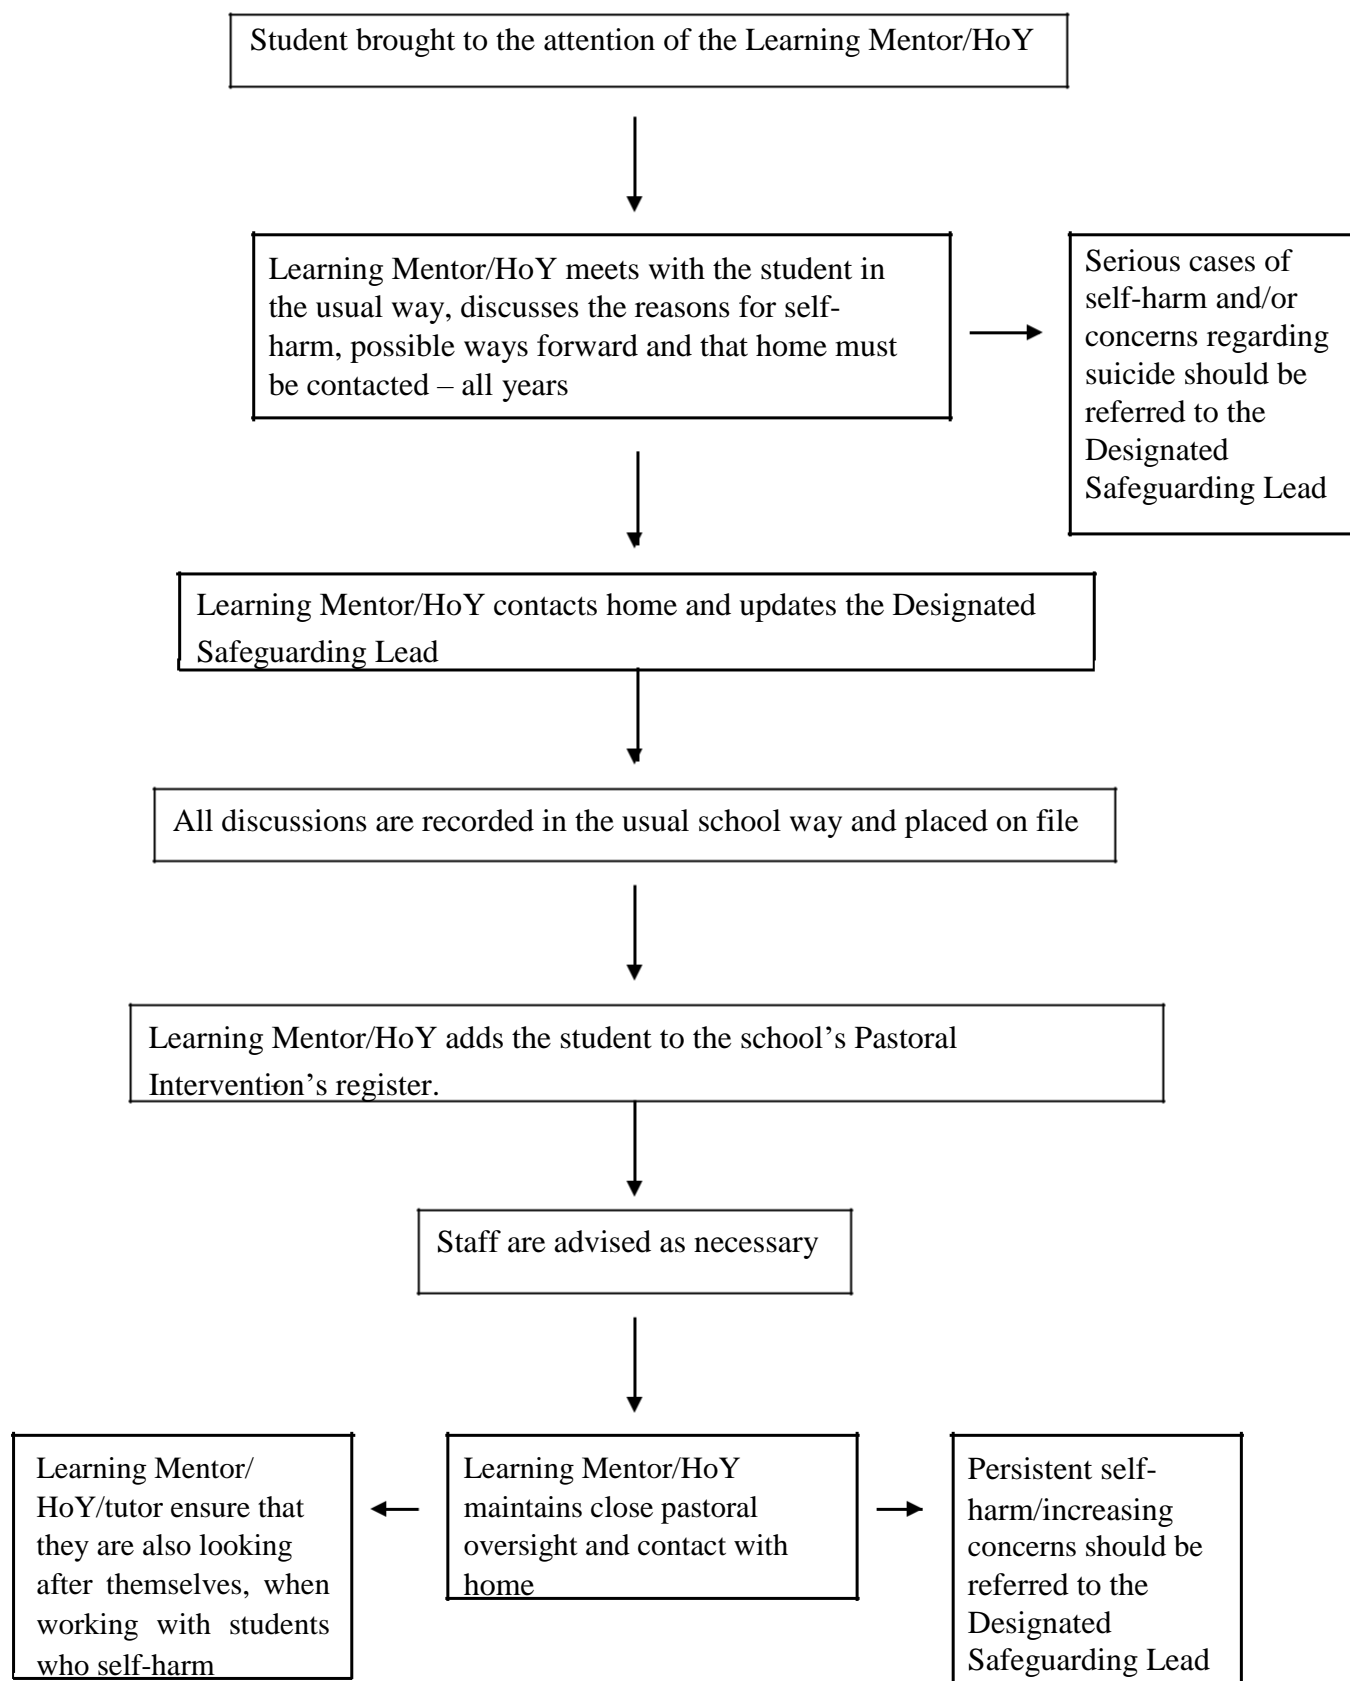 Student brought to the attention of the Learning Mentor/HoY
Learning Mentor/HoY meets with the student in
the usual way, discusses the reasons for self-
harm, possible ways forward and that home must
be contacted – all years
Serious cases of
self-harm and/or
concerns regarding
suicide should be
referred to the
Designated
Safeguarding Lead
Learning Mentor/HoY contacts home and updates the Designated
Safeguarding Lead
All discussions are recorded in the usual school way and placed on file
Learning Mentor/HoY adds the student to the school’s Pastoral
Intervention’s register.
Staff are advised as necessary
Learning Mentor/
HoY/tutor ensure that
they are also looking
after themselves, when
working with students
who self-harm
Learning Mentor/HoY
maintains close pastoral
oversight and contact with
home
Persistent self-
harm/increasing
concerns should be
referred to the
Designated
Safeguarding Lead